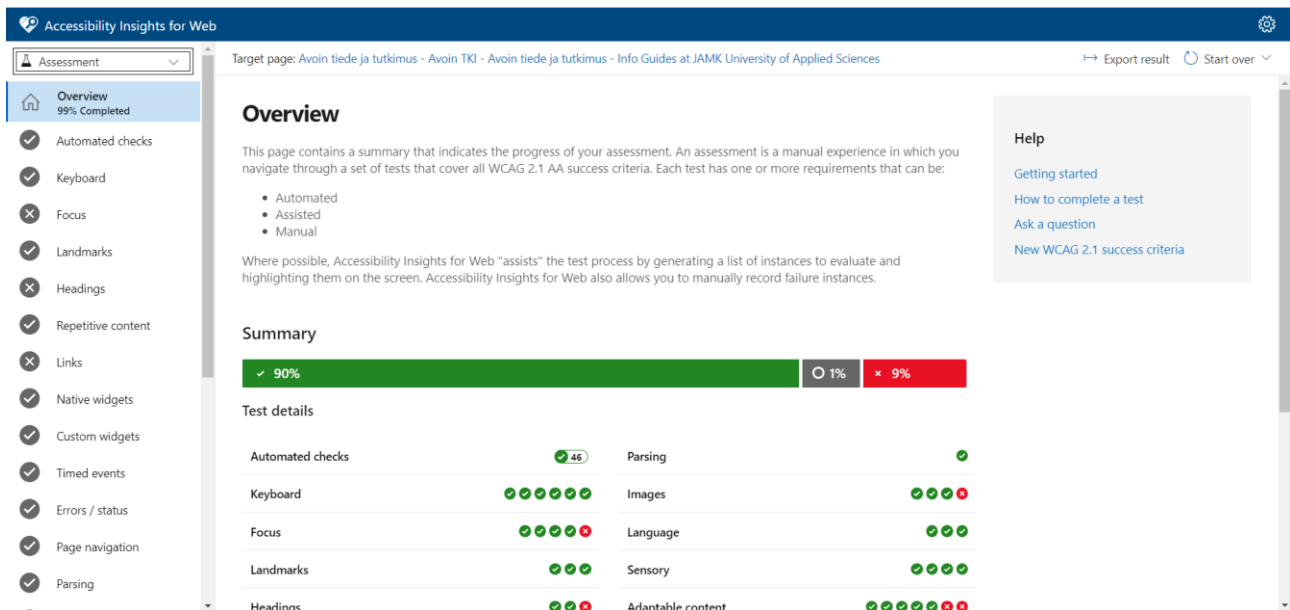 Accessibility Insights for Web
Assessment
Target page: Avoin tiede ja tutkimus - Avoin TKI - Avoin tiede ja tutkimus - Info Guides at JAMK University of Applied Sciences
Export result
Start over
Overview
99% Completed
Automated checks
Keyboard
Focus
Landmarks
Headings
Repetitive content
Links
Native widgets
Custom widgets
Timed events
Errors / status
Page navigation
Parsing
Overview
This page contains a summary that indicates the progress of your assessment. An assessment is a manual experience in which you
navigate through a set of tests that cover all WCAG 2.1 AA success criteria. Each test has one or more requirements that can be:
• Automated
• Assisted
• Manual
Where possible, Accessibility Insights for Web "assists" the test process by generating a list of instances to evaluate and
highlighting them on the screen. Accessibility Insights for Web also allows you to manually record failure instances.
Help
Getting started
How to complete a test
Ask a question
New WCAG 2.1 success criteria
Summary
90%
1%
9%
Test details
Automated checks
46
Keyboard
Focus
Landmarks
Headings
Parsing
Images
Language
Sensory
Adaptable content